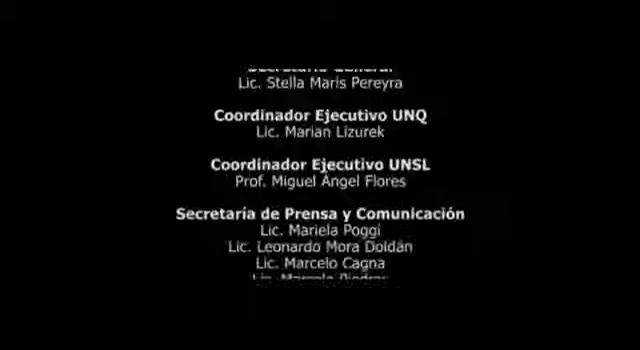 Lic. Stella Maris Pereyra
Coordinador Ejecutivo UNQ
Lic. Marian Lizurek
Coordinador Ejecutivo UNSL
Prof. Miguel Ángel Flores
Secretaría de Prensa y Comunicación
Lic. Mariela Poggi
Lic. Leonardo Mora Doldán
Lic. Marcelo Cagna